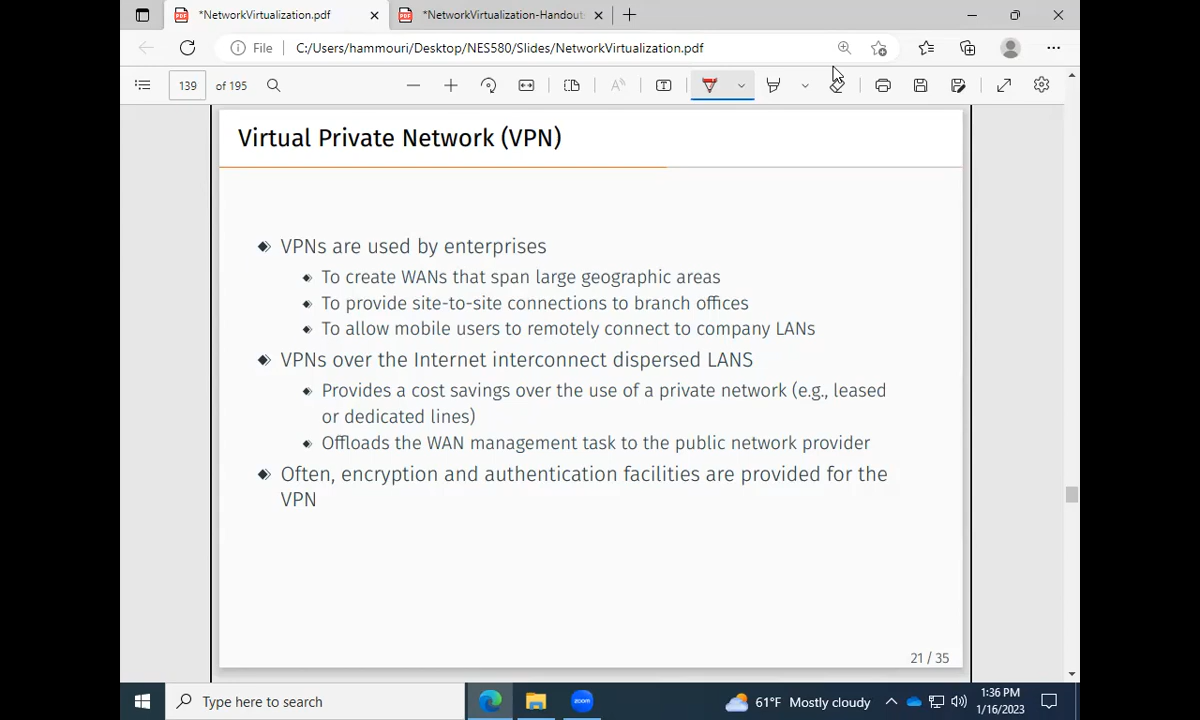 *NetworkVirtualization.pdf
*NetworkVirtualization-Handout
File
C:/Users/hammouri/Desktop/NES580/Slides/NetworkVirtualization.pdf
139 of 195
Virtual Private Network (VPN)
VPNs are used by enterprises
To create WANs that span large geographic areas
To provide site-to-site connections to branch offices
To allow mobile users to remotely connect to company LANs
VPNs over the Internet interconnect dispersed LANS
Provides a cost savings over the use of a private network (e.g., leased
or dedicated lines)
Offloads the WAN management task to the public network provider
Often, encryption and authentication facilities are provided for the
VPN
21 / 35
Type here to search
zoom
61°F Mostly cloudy
1:36 PM
1/16/2023